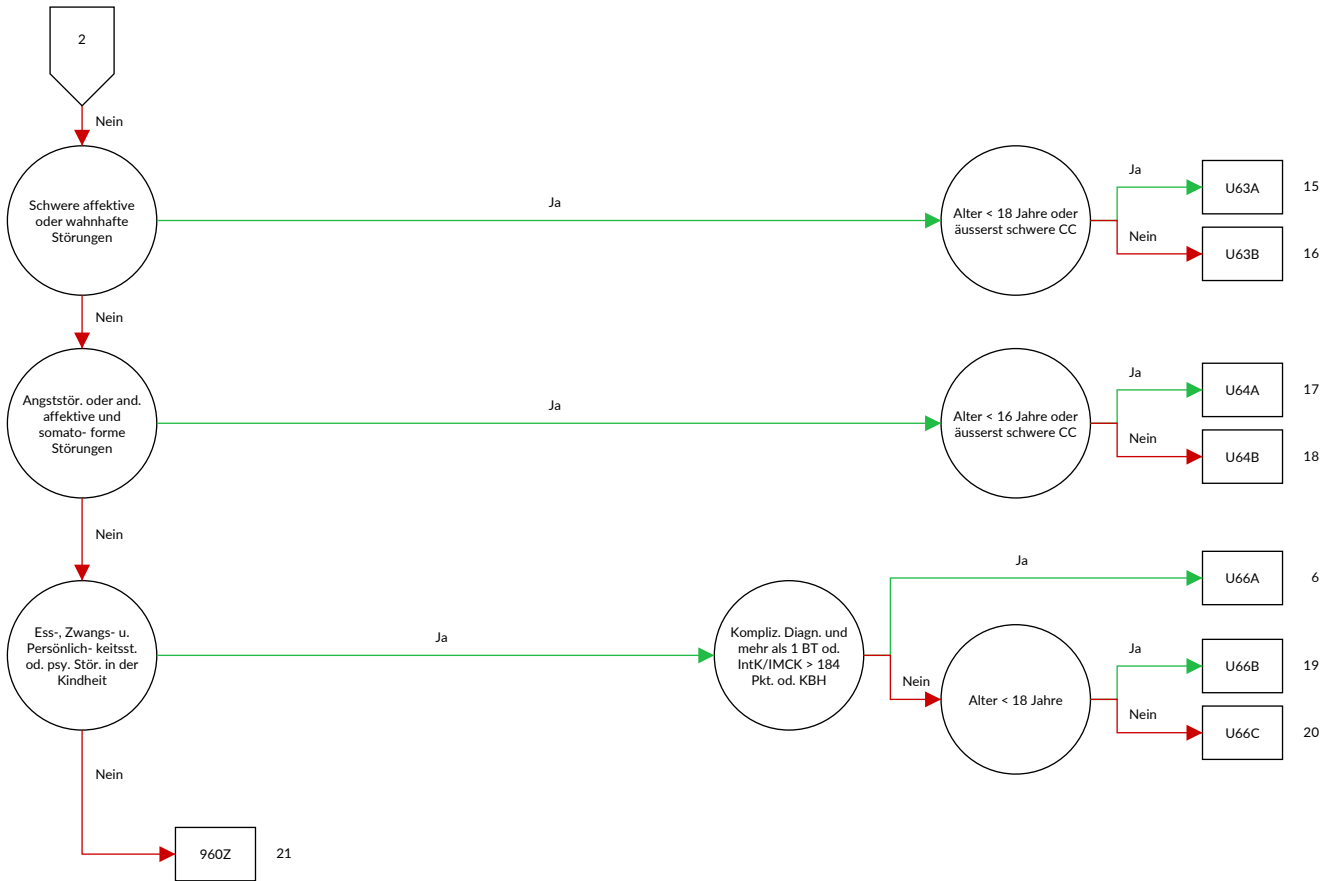 2
Nein
Schwere affektive
oder wahnhafte
Störungen
Ja
Alter < 18 Jahre oder
äusserst schwere CC
Ja
U63A
15
Nein
U63B
16
Nein
Angststör. oder and.
affektive und
somato- forme
Störungen
Ja
Alter < 16 Jahre oder
äusserst schwere CC
Ja
U64A
17
Nein
U64B
18
Nein
Ess-, Zwangs- u.
Persönlich- keitsst.
od. psy. Stör. in der
Kindheit
Ja
Kompliz. Diagn. und
mehr als 1 BT od.
IntK/IMCK > 184
Pkt. od. KBH
Ja
U66A
6
Nein
Alter < 18 Jahre
Ja
U66B
19
Nein
U66C
20
Nein
960Z
21